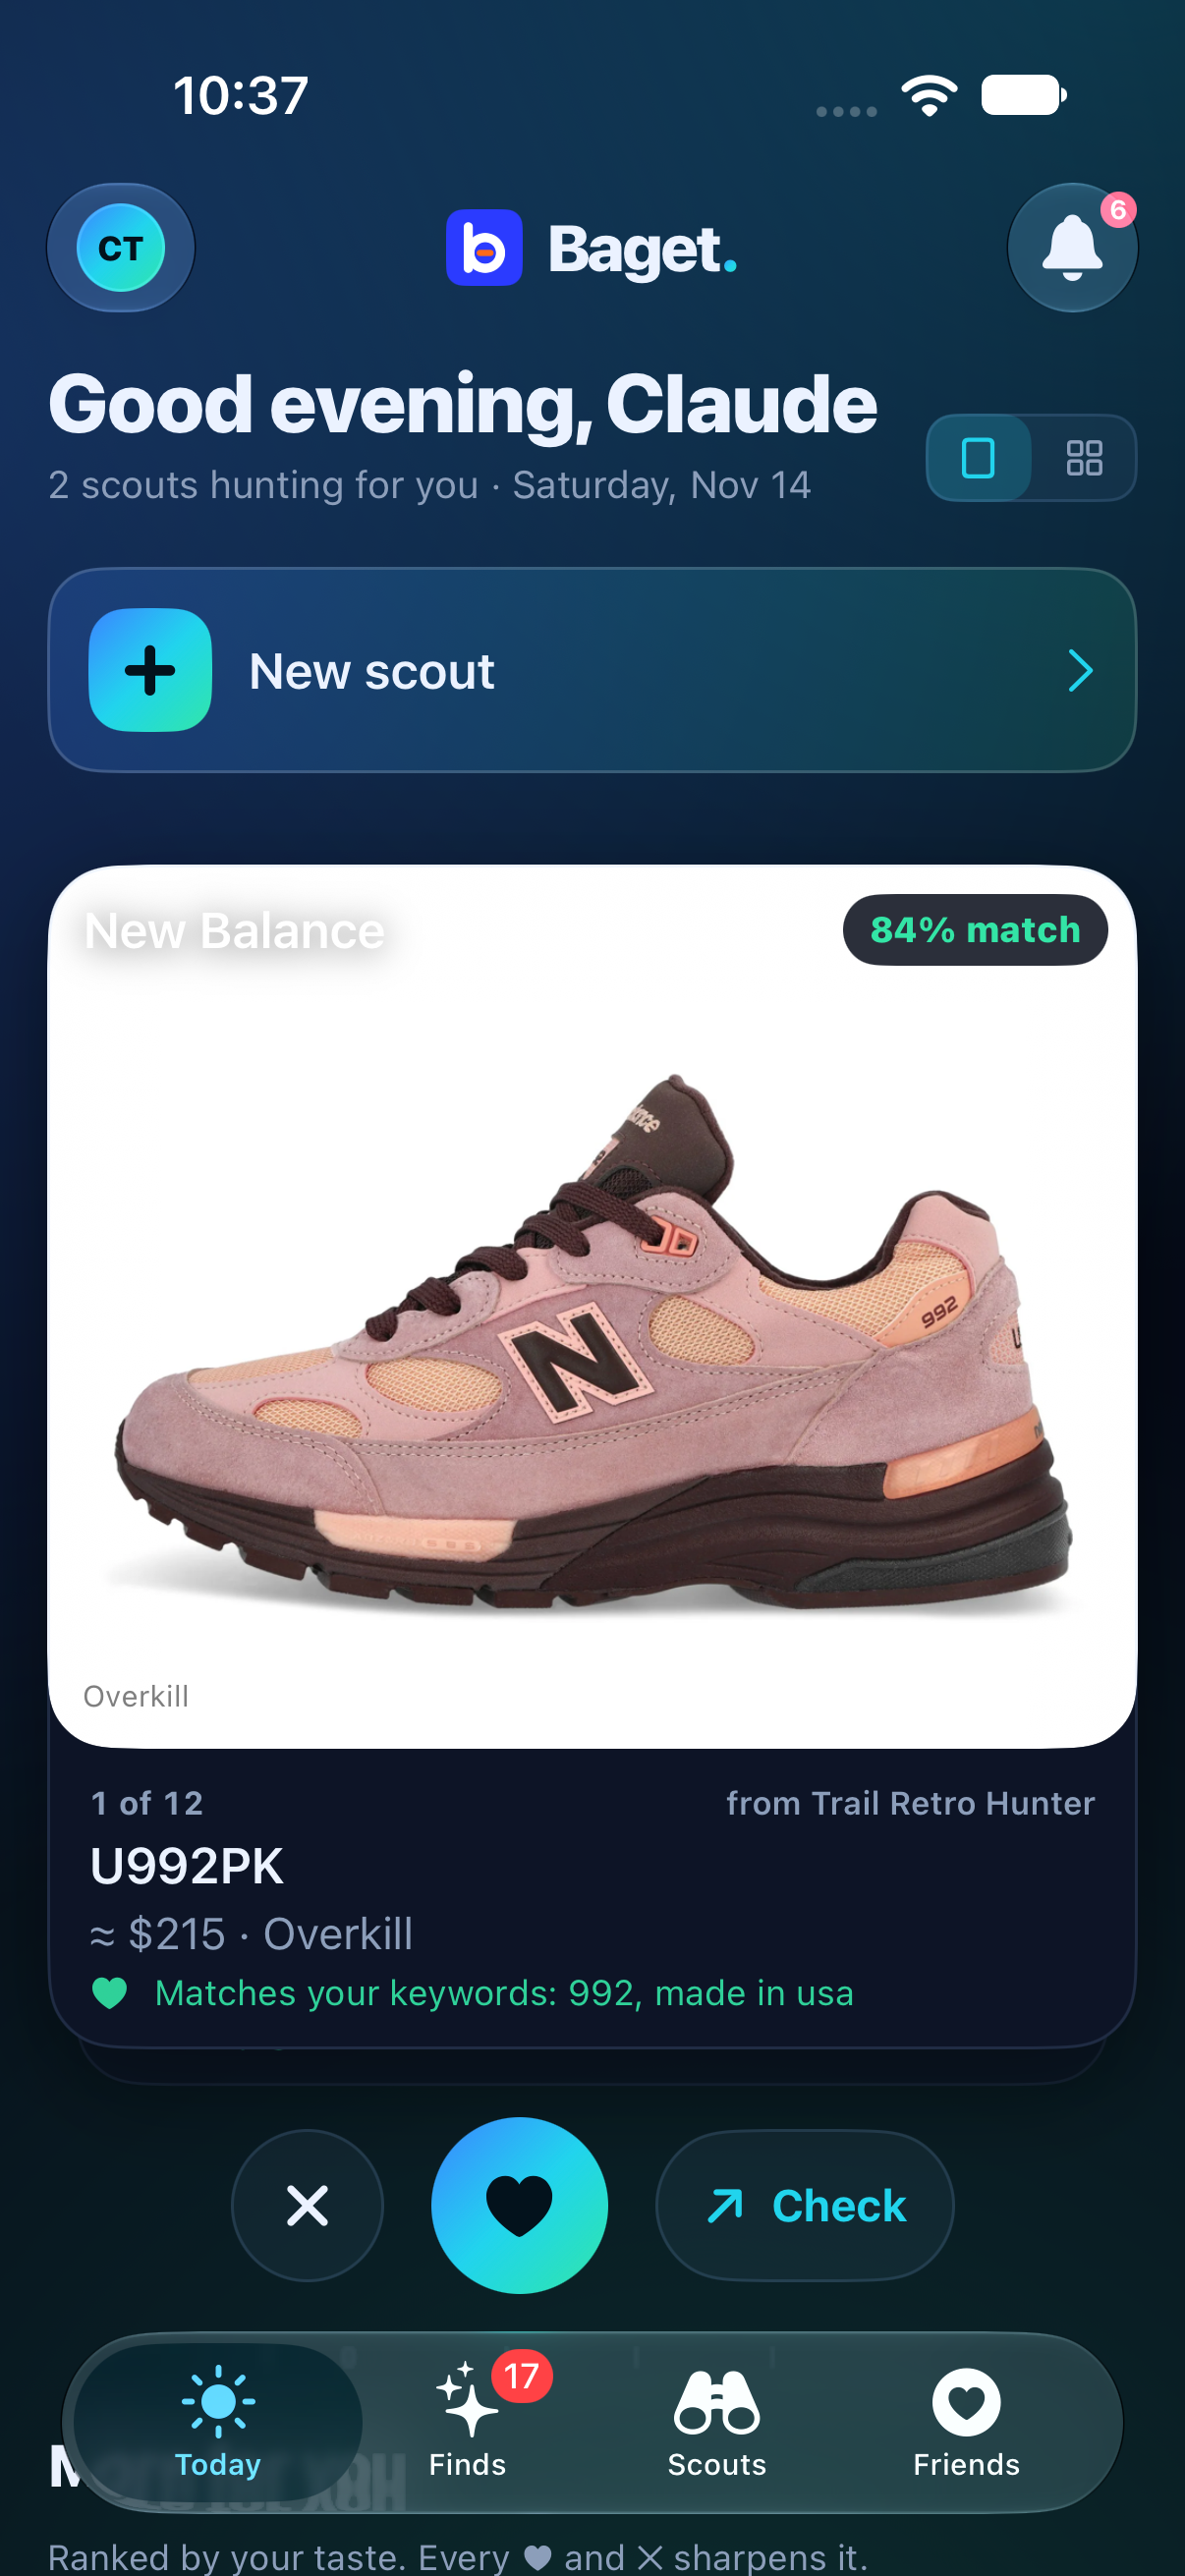 10:37
CT
Baget.
6
Good evening, Claude
2 scouts hunting for you · Saturday, Nov 14
New scout
New Balance
84% match
992
N
Overkill
1 of 12
from Trail Retro Hunter
U992PK
≈ $215 · Overkill
Matches your keywords: 992, made in usa
Check
17
Today
Finds
Scouts
Friends
Ranked by your taste. Every ♥ and ✕ sharpens it.